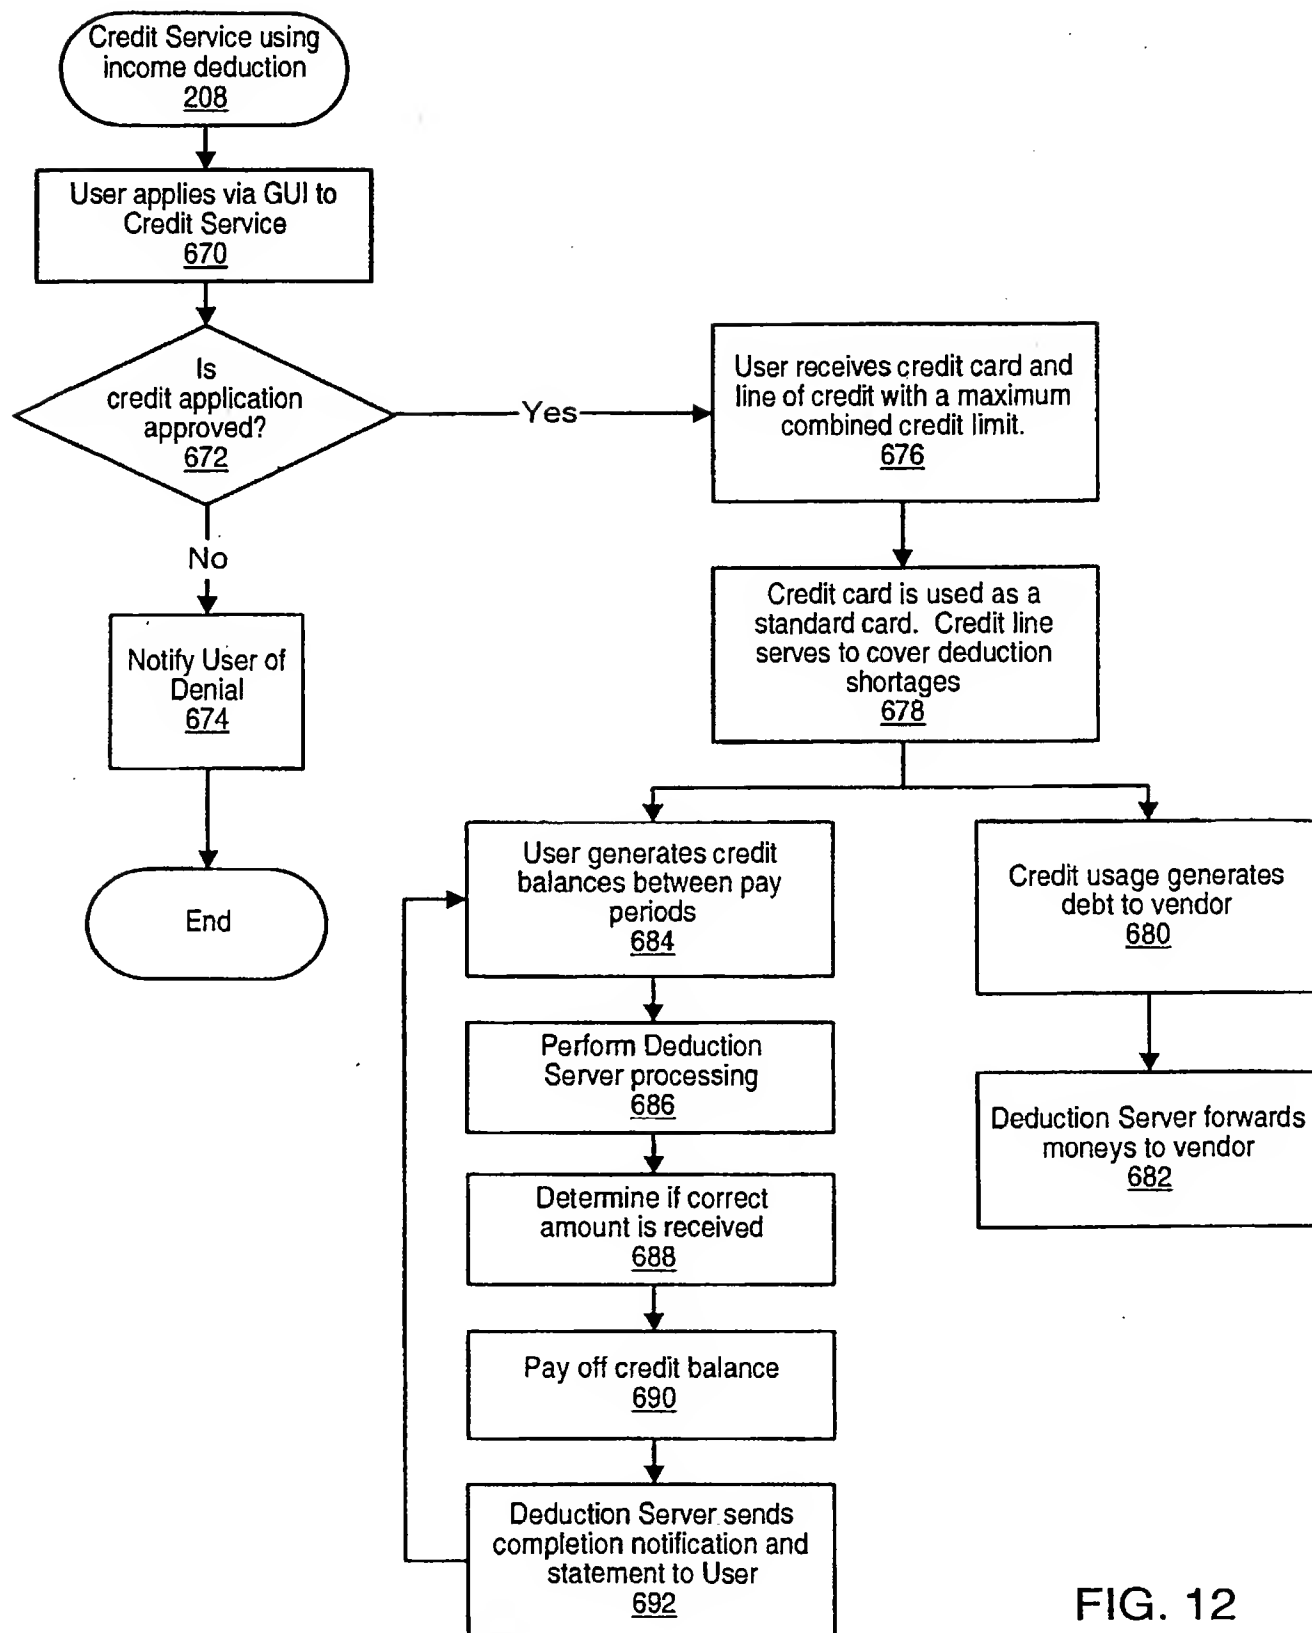 Credit Service using
income deduction
208
User applies via GUI to
Credit Service
670
Is
credit application
approved?
672
Yes
No
Notify User of
Denial
674
End
User receives credit card and
line of credit with a maximum
combined credit limit.
676
Credit card is used as a
standard card. Credit line
serves to cover deduction
shortages
678
User generates credit
balances between pay
periods
684
Perform Deduction
Server processing
686
Determine if correct
amount is received
688
Pay off credit balance
690
Deduction Server sends
completion notification and
statement to User
692
Credit usage generates
debt to vendor
680
Deduction Server forwards
moneys to vendor
682
FIG. 12